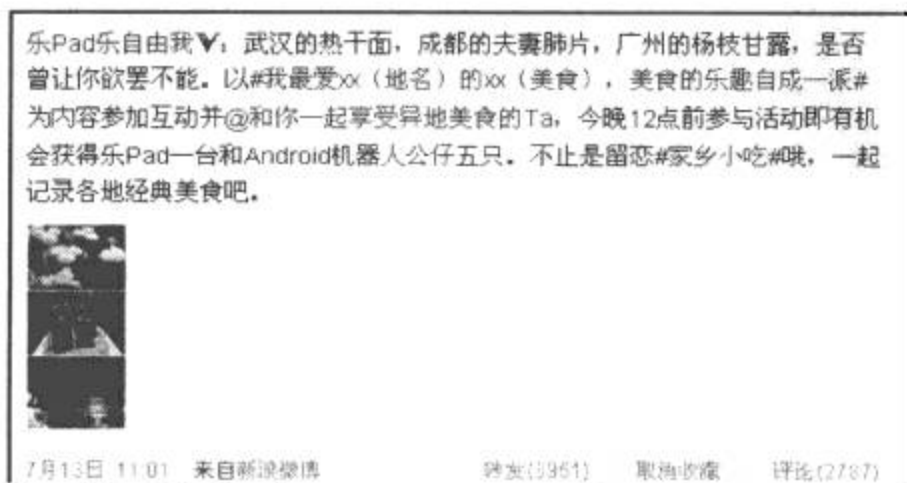 乐Pad乐自由我V：武汉的热干面，成都的夫妻肺片，广州的杨枝甘露，是否
曾让你欲罢不能。以#我最爱xx（地名）的xx（美食），美食的乐趣自成一派#
为内容参加互动并@和你一起享受异地美食的Ta，今晚12点前参与活动即有机
会获得乐Pad一台和Android机器人公仔五只。不止是留恋#家乡小吃#哦，一起
记录各地经典美食吧。
7月13日 11:01 来自新浪微博 转发(3951) 取消收藏 评论(2787)